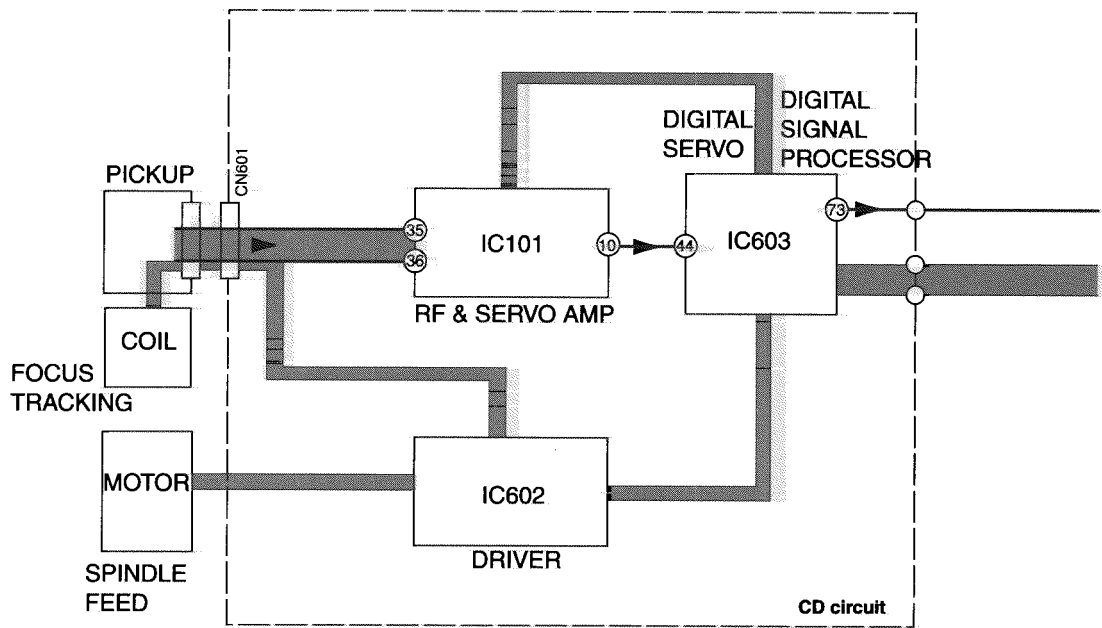 DIGITAL
SERVO
DIGITAL
SIGNAL
PROCESSOR
PICKUP
CN601
35
36
IC101
10
44
IC603
73
RF & SERVO AMP
COIL
FOCUS
TRACKING
MOTOR
IC602
DRIVER
SPINDLE
FEED
CD circuit